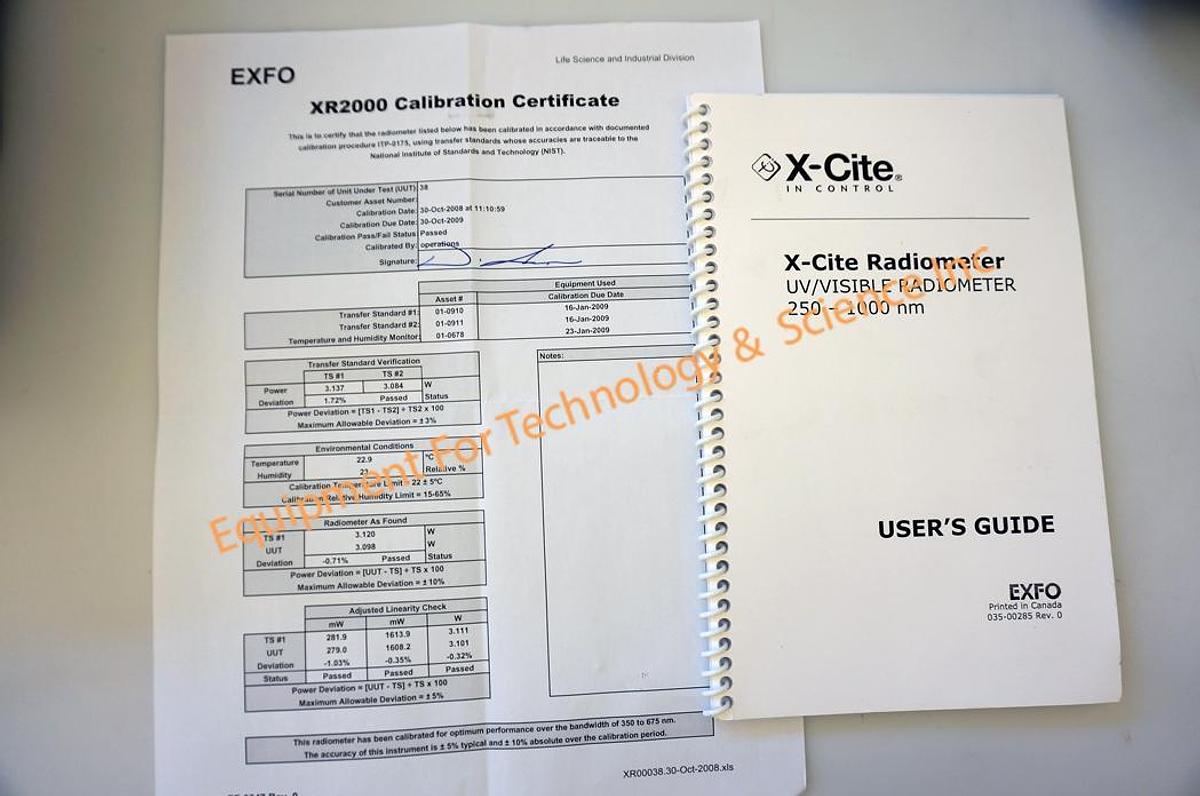 EXFO
Life Science and Industrial Division
XR2000 Calibration Certificate
This is to certify that the radiometer listed below has been calibrated in accordance with documented
calibration procedure ITP-0175, using transfer standards whose accuracies are traceable to the
National Institute of Standards and Technology (NIST).
Serial Number of Unit Under Test (UUT): 38
Customer Asset Number:
Calibration Date: 30-Oct-2008 at 11:10:59
Calibration Due Date: 30-Oct-2009
Calibration Pass/Fail Status: Passed
Calibrated By: operations
Signature:
Equipment Used
Asset # Calibration Due Date
Transfer Standard #1: 01-0910 16-Jan-2009
Transfer Standard #2: 01-0911 16-Jan-2009
Temperature and Humidity Monitor: 01-0678 23-Jan-2009
Transfer Standard Verification
TS #1 TS #2
Power 3.137 3.084 W
Deviation 1.72% Passed Status
Power Deviation = [TS1 - TS2] ÷ TS2 x 100
Maximum Allowable Deviation = ± 3%
Notes:
Environmental Conditions
Temperature 22.9 °C
Humidity 23 Relative %
Calibration Temperature Limit = 22 ± 5°C
Calibration Relative Humidity Limit = 15-65%
Radiometer As Found
TS #1 3.120 W
UUT 3.098 W
Deviation -0.71% Passed Status
Power Deviation = [UUT - TS] ÷ TS x 100
Maximum Allowable Deviation = ± 10%
Adjusted Linearity Check
mW mW W
TS #1 281.9 1613.9 3.111
UUT 279.0 1608.2 3.101
Deviation -1.03% -0.35% -0.32%
Status Passed Passed Passed
Power Deviation = [UUT - TS] ÷ TS x 100
Maximum Allowable Deviation = ± 5%
This radiometer has been calibrated for optimum performance over the bandwidth of 350 to 675 nm.
The accuracy of this instrument is ± 5% typical and ± 10% absolute over the calibration period.
XR00038.30-Oct-2008.xls
X-Cite®
IN CONTROL
X-Cite Radiometer
UV/VISIBLE RADIOMETER
250 - 1000 nm
USER'S GUIDE
EXFO
Printed in Canada
035-00285 Rev. 0
Equipment For Technology & Science Inc